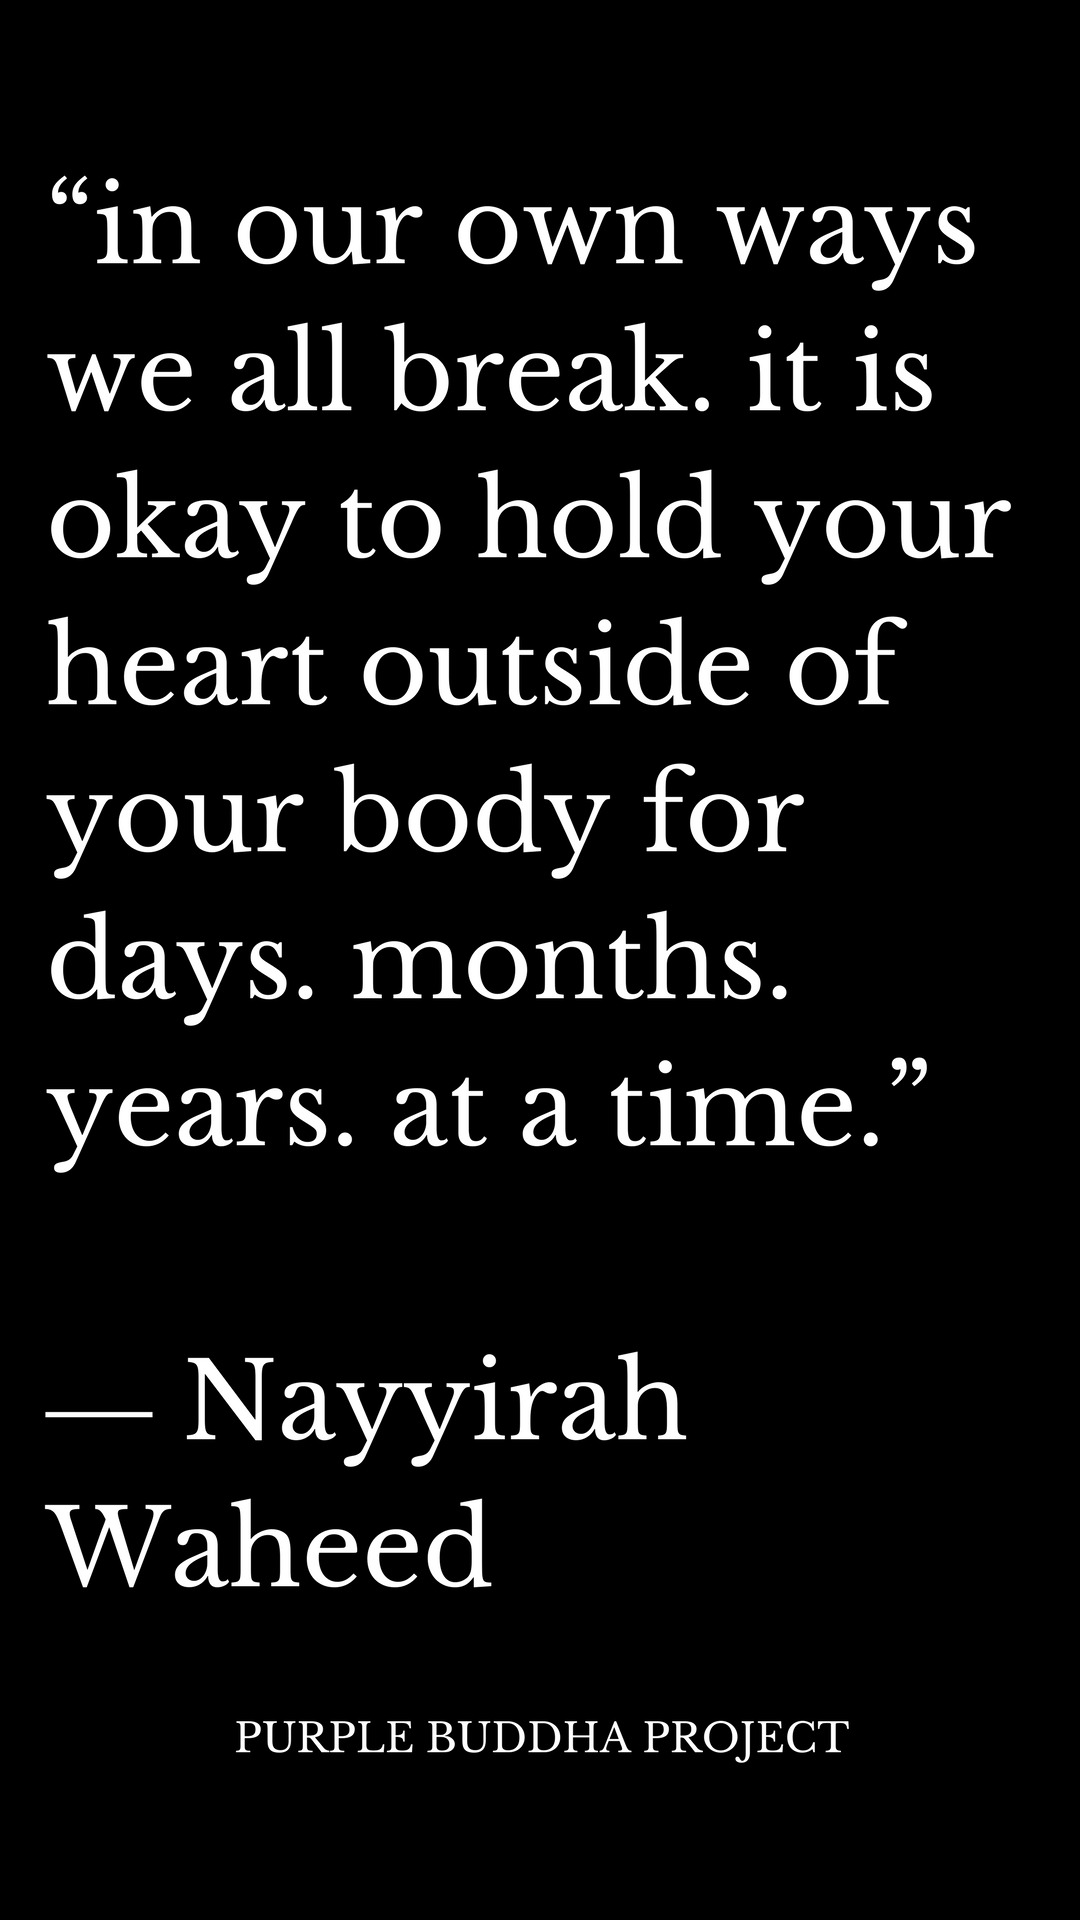 “in our own ways
we all break. it is
okay to hold your
heart outside of
your body for
days. months.
years. at a time.”
— Nayyirah
Waheed
PURPLE BUDDHA PROJECT